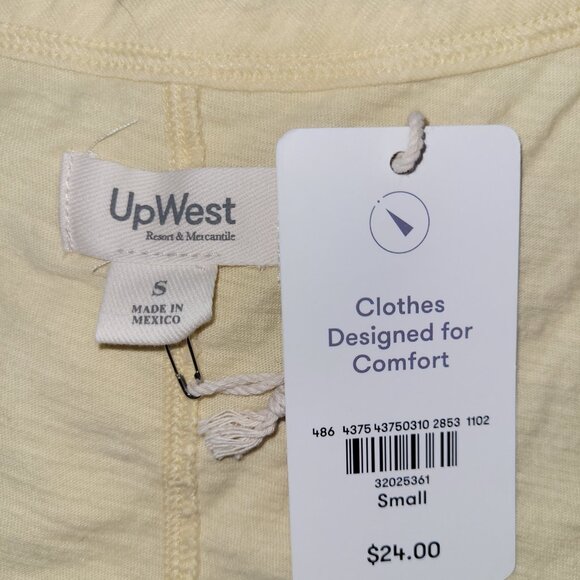 UpWest
Resort & Mercantile
S
MADE IN
MEXICO
Clothes
Designed for
Comfort
486 4375 43750310 2853 1102
32025361
Small
$24.00